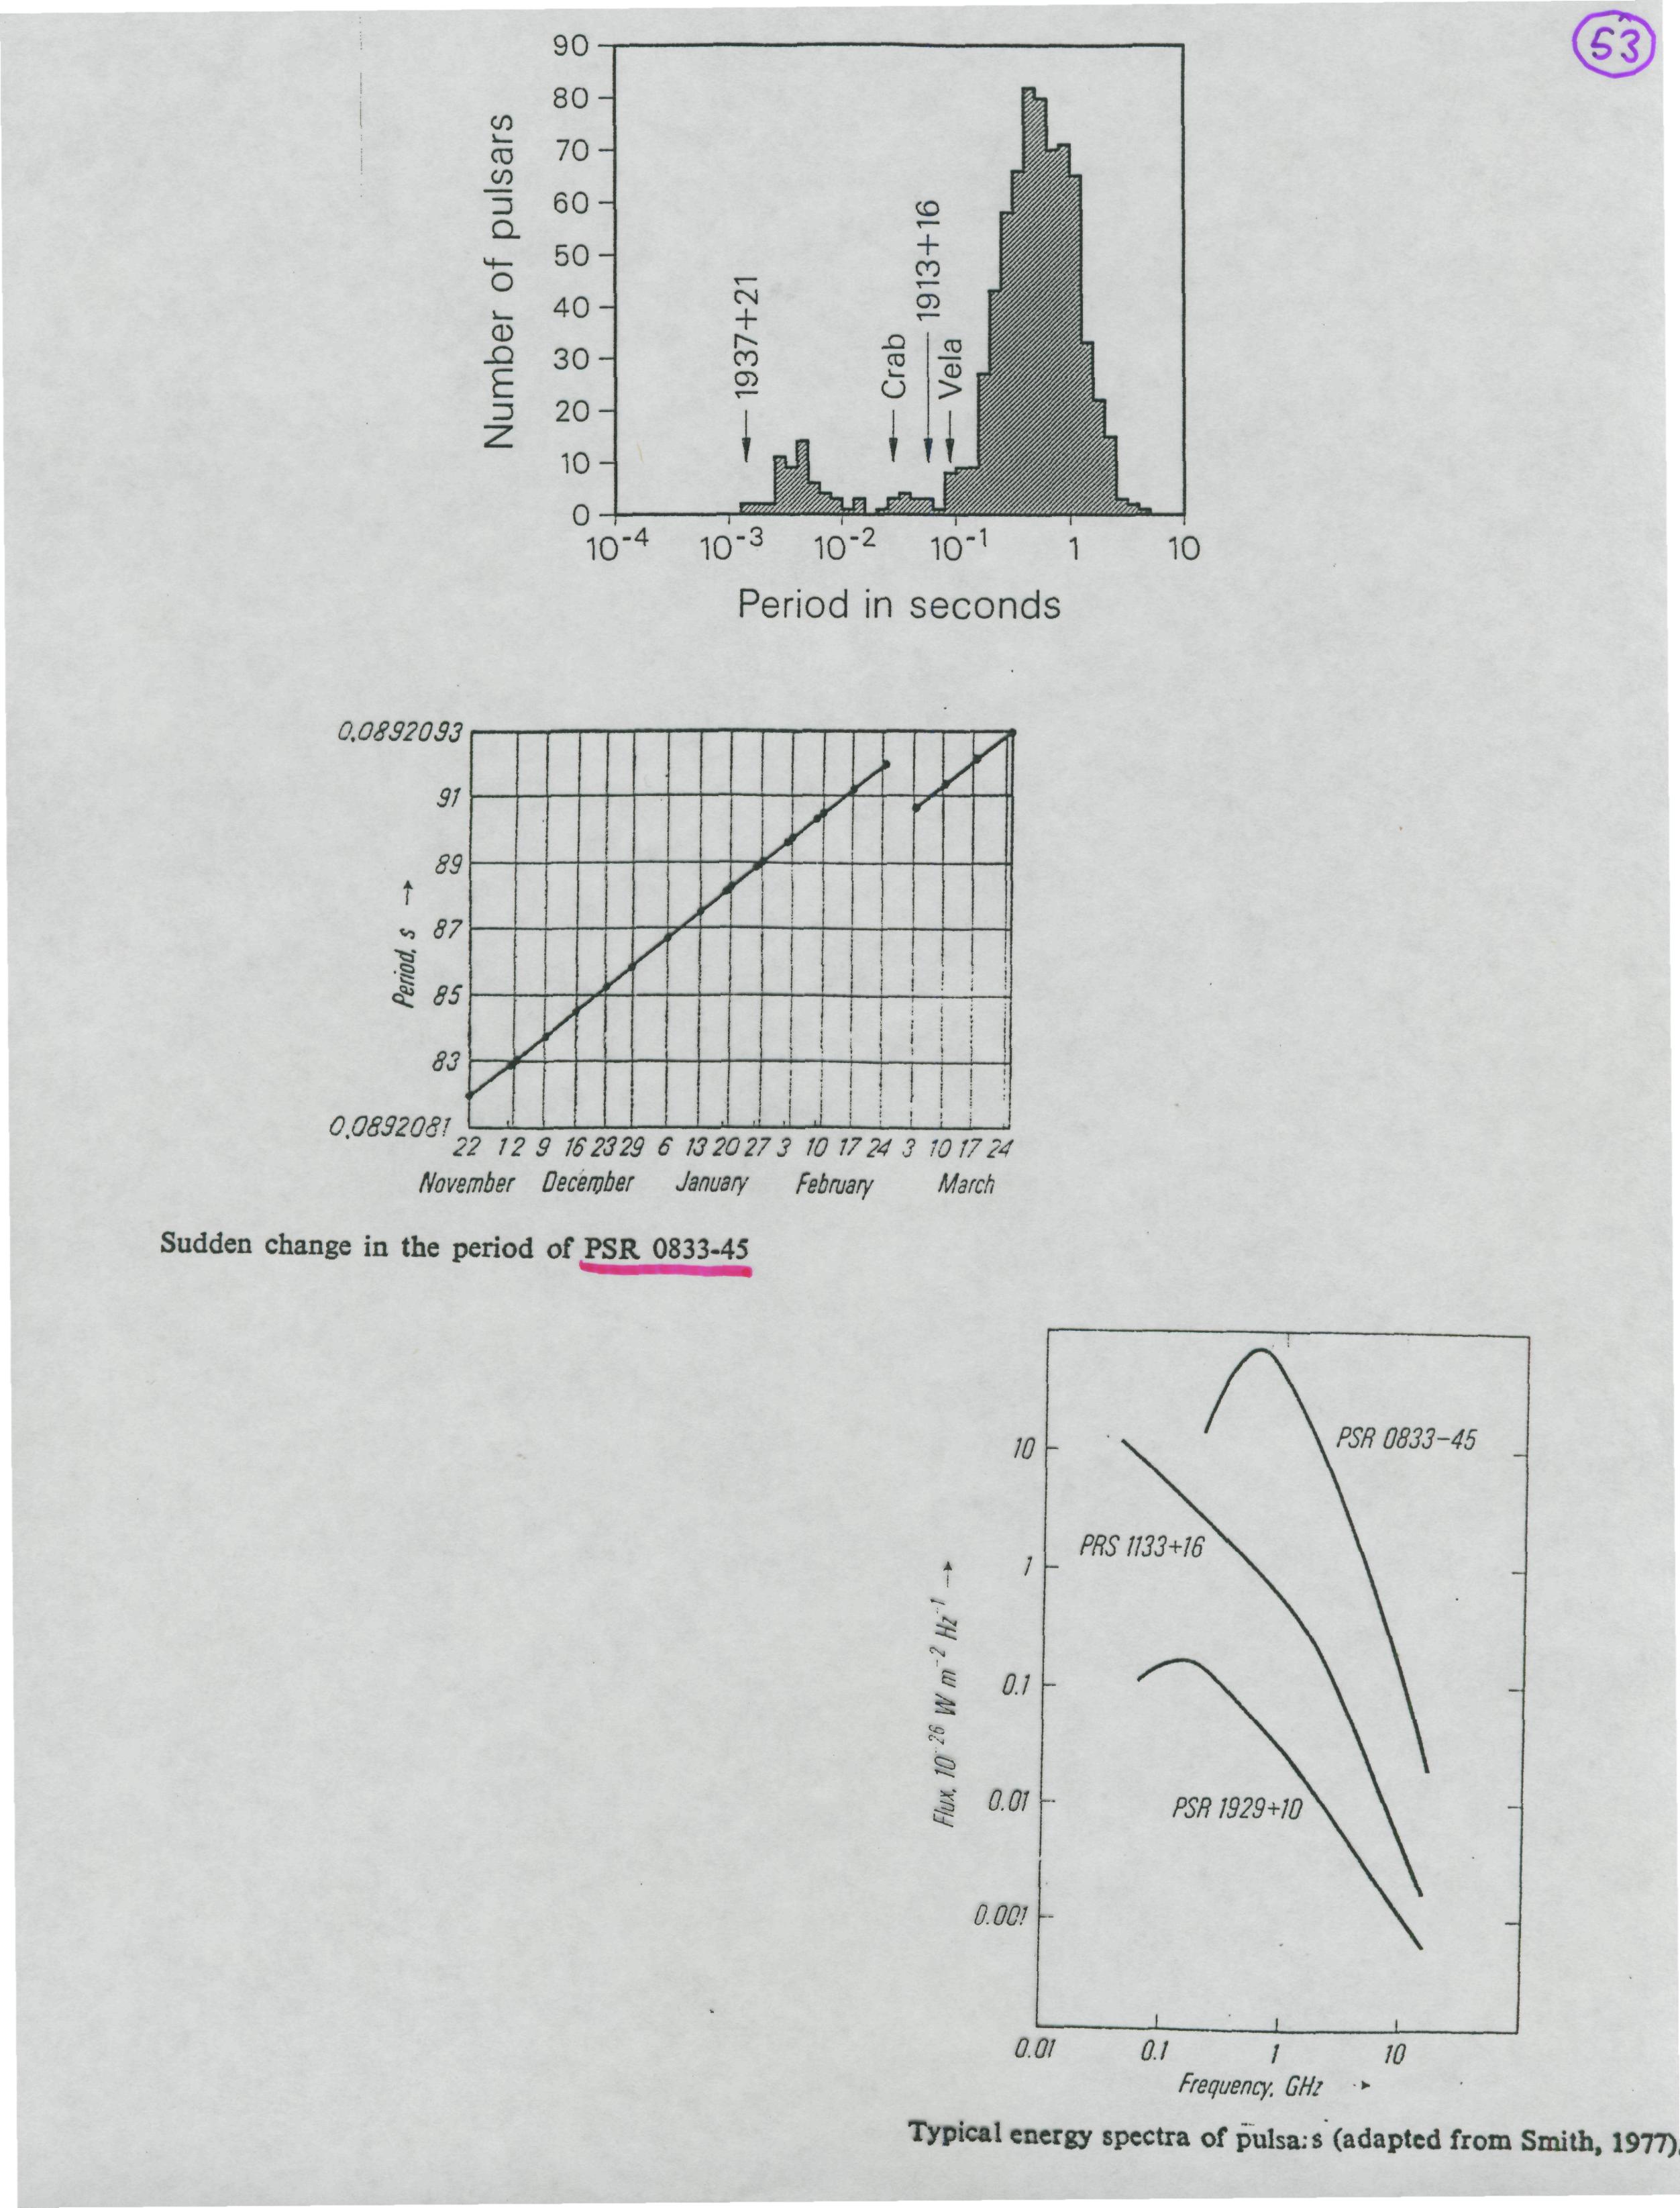 53
90
80
70
60
50
40
30
20
10
0
Number of pulsars
1937+21
Crab
1913+16
Vela
10-4 10-3 10-2 10-1 1 10
Period in seconds
0,0892093
91
89
87
85
83
0,0892081
Period, s →
22 1 2 9 16 23 29 6 13 20 27 3 10 17 24 3 10 17 24
November December January February March
Sudden change in the period of PSR 0833-45
10
1
0.1
0.01
0.001
Flux, 10-26 W m-2 Hz-1 →
PSR 0833-45
PRS 1133+16
PSR 1929+10
0.01 0.1 1 10
Frequency, GHz →
Typical energy spectra of pulsa:s (adapted from Smith, 1977).